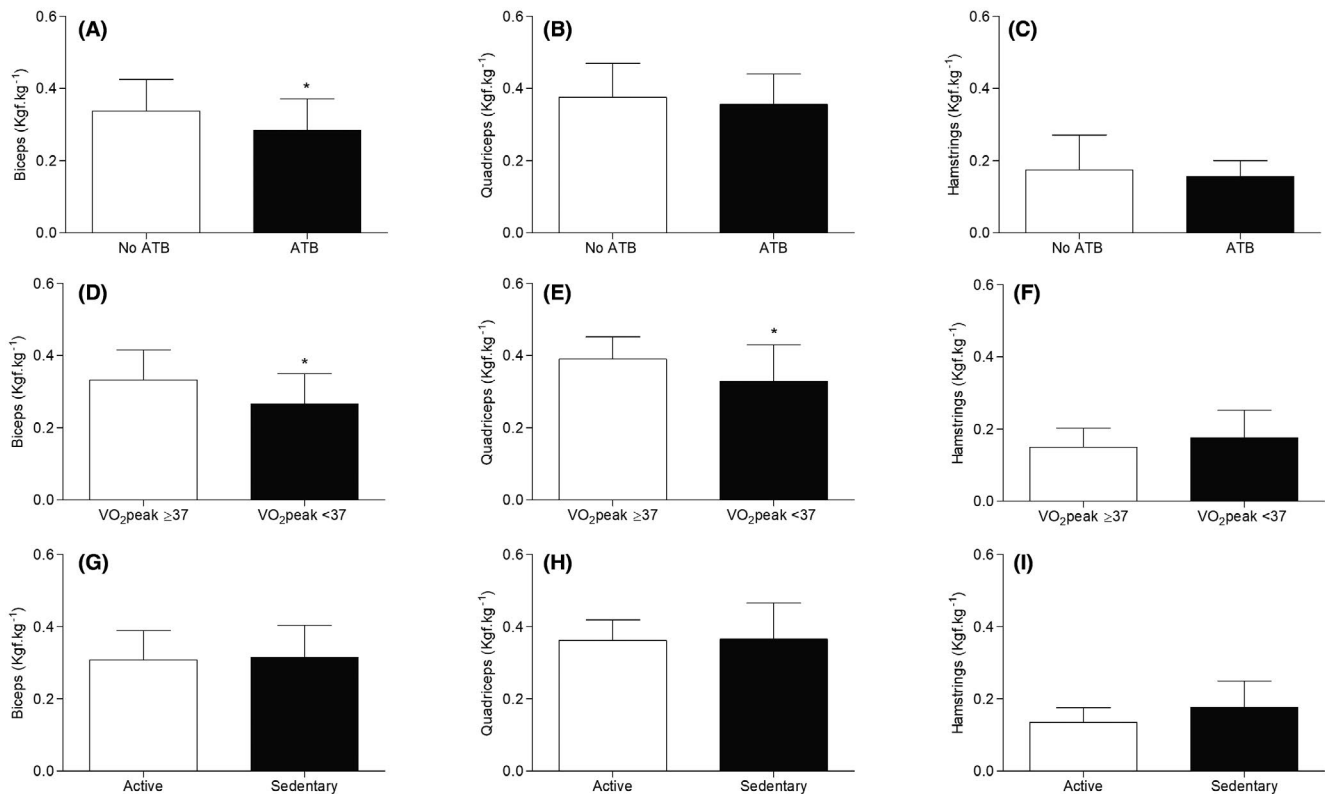 (A)
Biceps (Kgf.kg⁻¹)
0.6
0.4
0.2
0.0
*
No ATB ATB
(B)
Quadriceps (Kgf.kg⁻¹)
0.6
0.4
0.2
0.0
No ATB ATB
(C)
Hamstrings (Kgf.kg⁻¹)
0.6
0.4
0.2
0.0
No ATB ATB
(D)
Biceps (Kgf.kg⁻¹)
0.6
0.4
0.2
0.0
*
VO₂peak ≥37 VO₂peak <37
(E)
Quadriceps (Kgf.kg⁻¹)
0.6
0.4
0.2
0.0
*
VO₂peak ≥37 VO₂peak <37
(F)
Hamstrings (Kgf.kg⁻¹)
0.6
0.4
0.2
0.0
VO₂peak ≥37 VO₂peak <37
(G)
Biceps (Kgf.kg⁻¹)
0.6
0.4
0.2
0.0
Active Sedentary
(H)
Quadriceps (Kgf.kg⁻¹)
0.6
0.4
0.2
0.0
Active Sedentary
(I)
Hamstrings (Kgf.kg⁻¹)
0.6
0.4
0.2
0.0
Active Sedentary